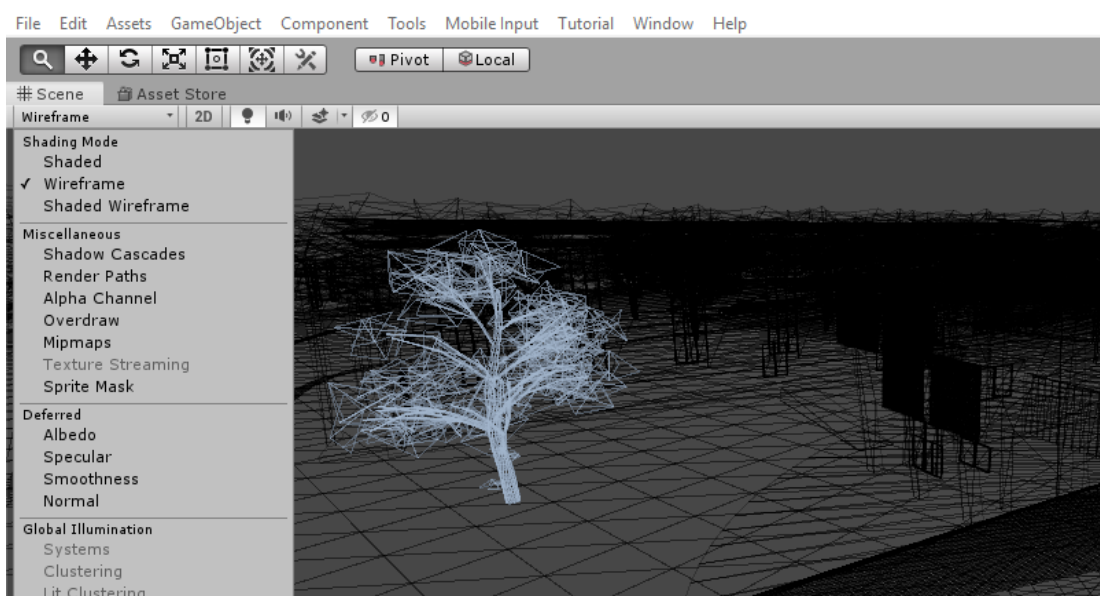 File Edit Assets GameObject Component Tools Mobile Input Tutorial Window Help
Pivot Local
Scene Asset Store
Wireframe 2D 0
Shading Mode
Shaded
✓ Wireframe
Shaded Wireframe
Miscellaneous
Shadow Cascades
Render Paths
Alpha Channel
Overdraw
Mipmaps
Texture Streaming
Sprite Mask
Deferred
Albedo
Specular
Smoothness
Normal
Global Illumination
Systems
Clustering
Lit Clustering